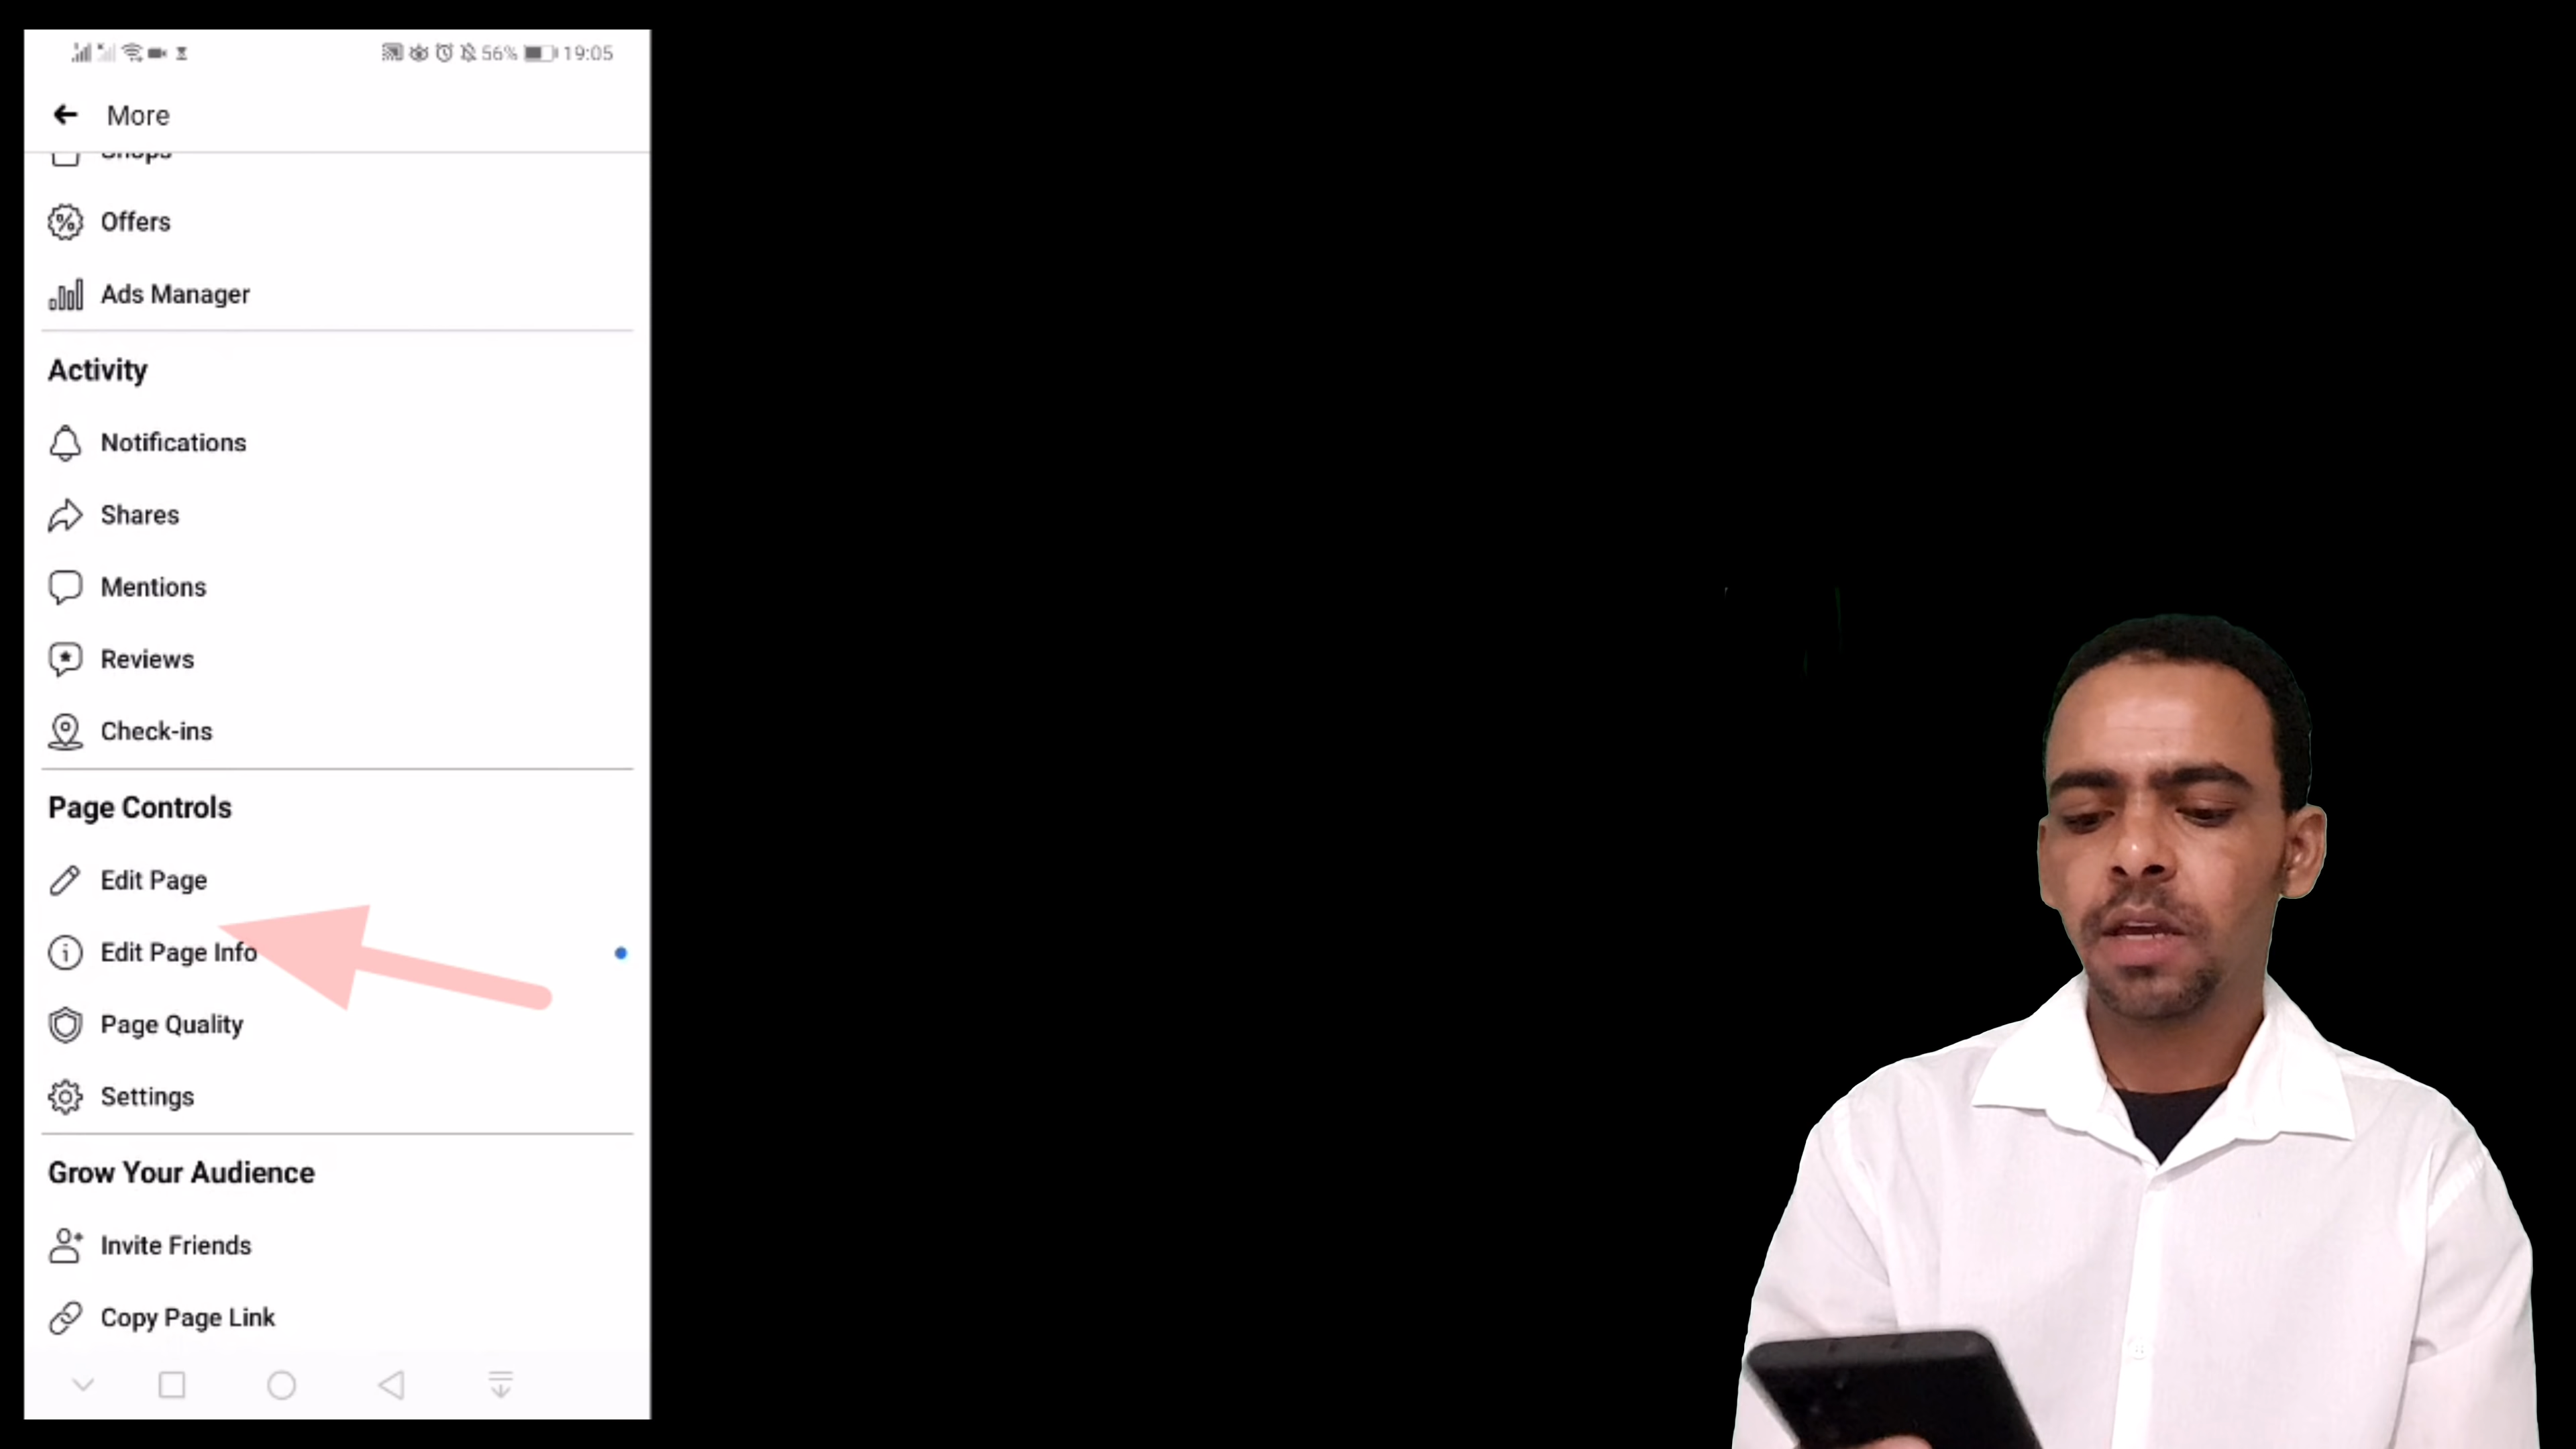 56% 19:05
More
Shops
Offers
Ads Manager
Activity
Notifications
Shares
Mentions
Reviews
Check-ins
Page Controls
Edit Page
Edit Page Info
Page Quality
Settings
Grow Your Audience
Invite Friends
Copy Page Link